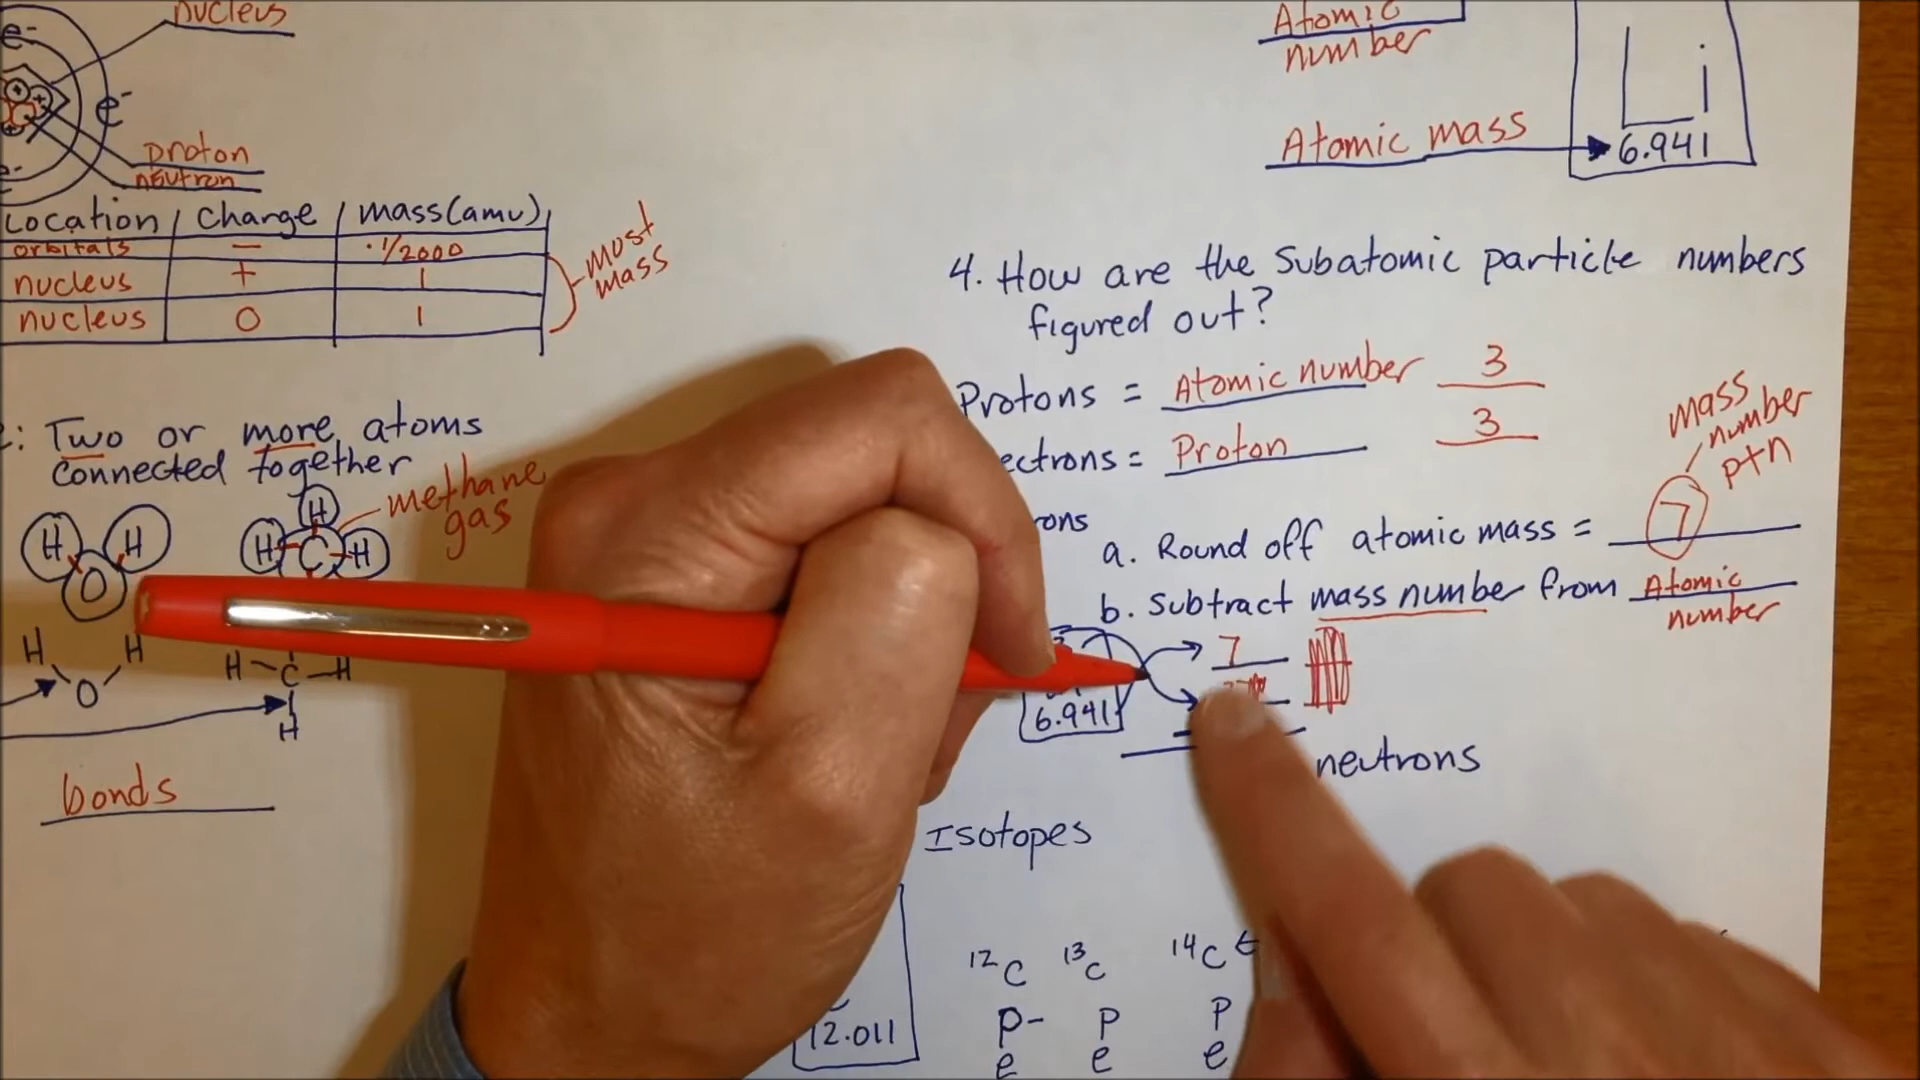 nucleus
e-
e-
proton
neutron
Location Charge mass(amu)
orbitals - 1/2000
nucleus + 1
nucleus 0 1
most
mass
Two or more atoms
connected together
methane
gas
H H
O
H
H C H
H H
O
H-C-H
H
bonds
Atomic
number
Li
Atomic mass
6.941
4. How are the Subatomic particle numbers
figured out?
Protons = Atomic number 3
ectrons = Proton 3
mass
number
p+n
rons
a. Round off atomic mass = 7
b. Subtract mass number from Atomic
number
7
6.941
neutrons
Isotopes
12C 13C 14C
p- p p
e e e
12.011